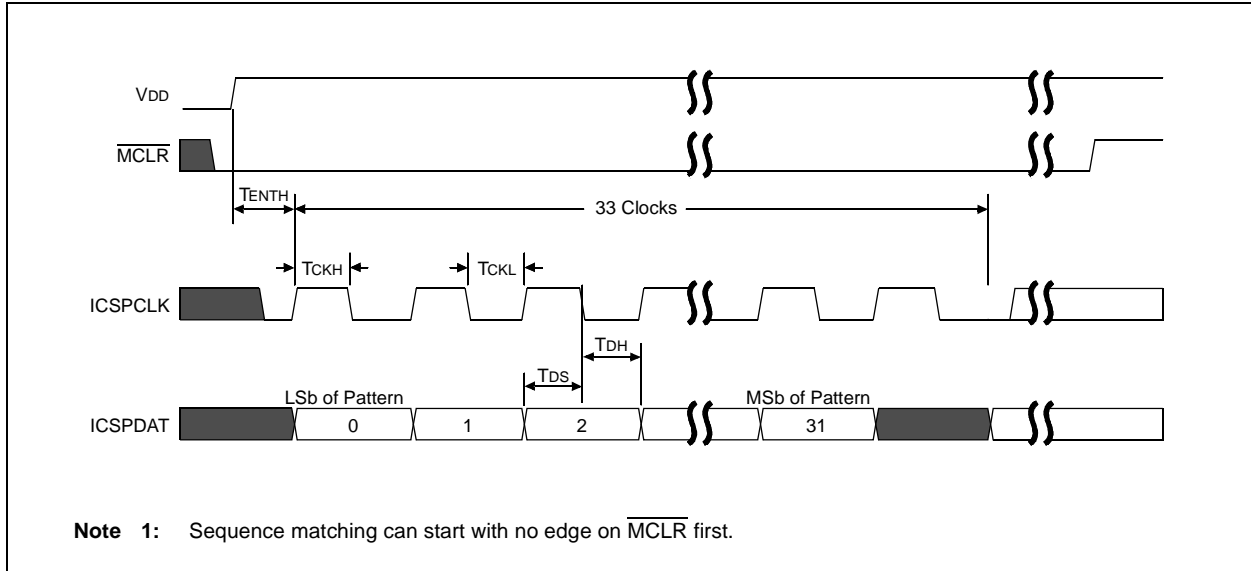 VDD
MCLR
TENTH
33 Clocks
TCKH
TCKL
ICSPCLK
TDH
TDS
LSb of Pattern
MSb of Pattern
ICSPDAT
0
1
2
31
Note 1: Sequence matching can start with no edge on MCLR first.